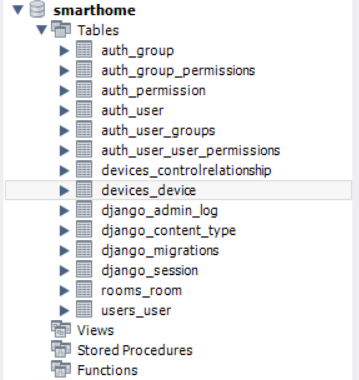 smarthome
Tables
auth_group
auth_group_permissions
auth_permission
auth_user
auth_user_groups
auth_user_user_permissions
devices_controlrelationship
devices_device
django_admin_log
django_content_type
django_migrations
django_session
rooms_room
users_user
Views
Stored Procedures
Functions